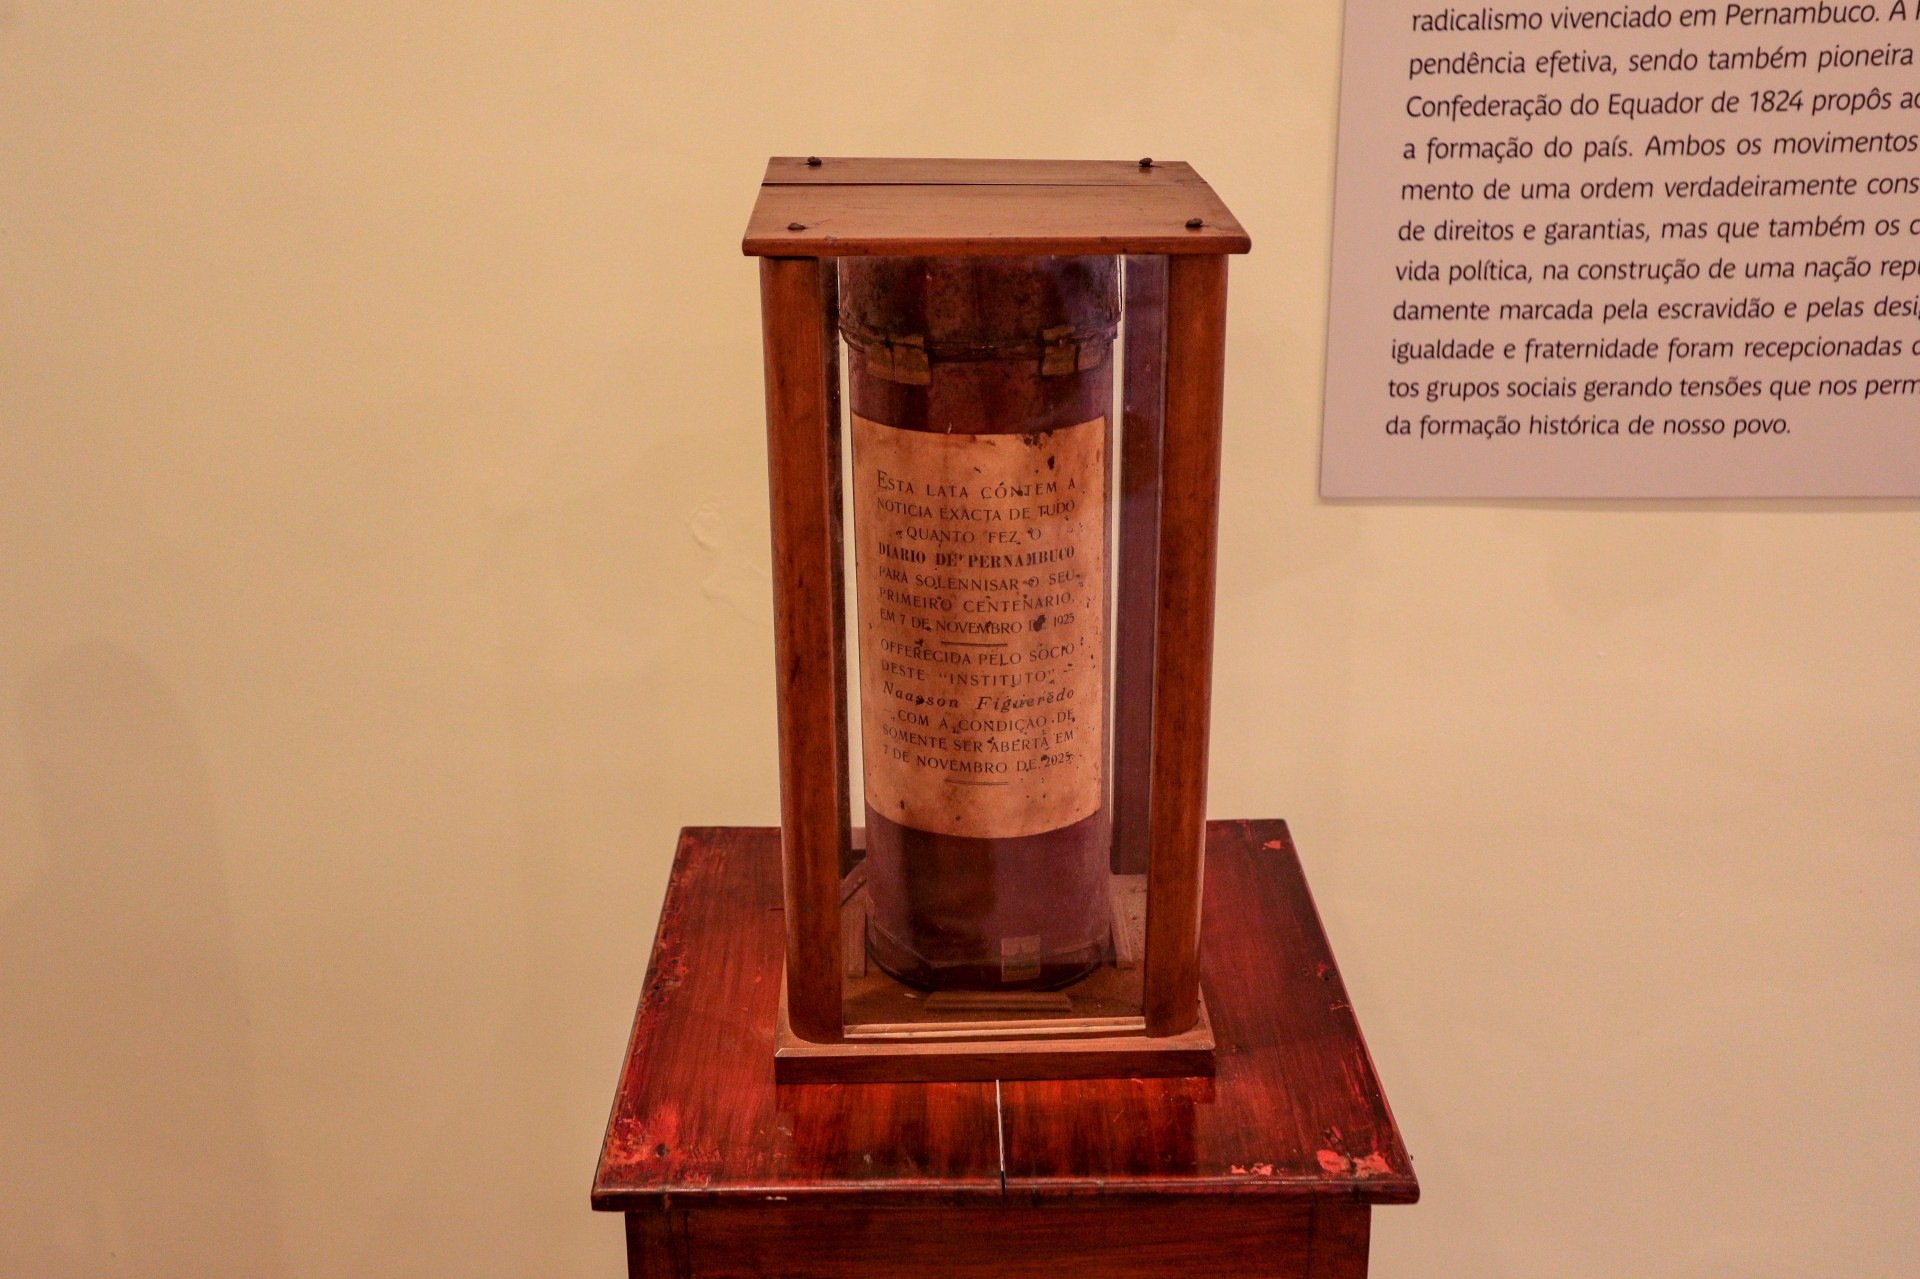 ESTA LATA CONTEM A
NOTICIA EXACTA DE TUDO
QUANTO FEZ O
DIARIO DE PERNAMBUCO
PARA SOLENNISAR O SEU
PRIMEIRO CENTENARIO,
EM 7 DE NOVEMBRO DE 1925
OFFERECIDA PELO SOCIO
DESTE "INSTITUTO" —
Naasson Figuerêdo
COM A CONDIÇÃO DE
SOMENTE SER ABERTA EM
7 DE NOVEMBRO DE 2025
radicalismo vivenciado em Pernambuco. A
pendência efetiva, sendo também pioneira
Confederação do Equador de 1824 propôs
a formação do país. Ambos os movimentos
mento de uma ordem verdadeiramente cons
de direitos e garantias, mas que também os
vida política, na construção de uma nação repu
damente marcada pela escravidão e pelas desi
igualdade e fraternidade foram recepcionadas
tos grupos sociais gerando tensões que nos perm
da formação histórica de nosso povo.